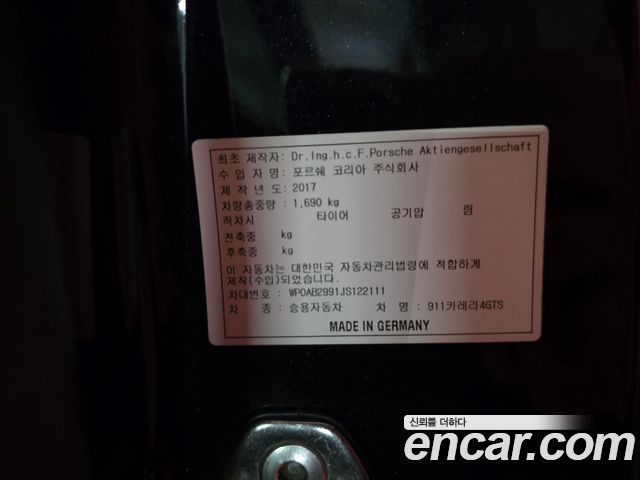 최초 제작자: Dr.Ing.h.c.F.Porsche Aktiengesellschaft
수 입 자 명: 포르쉐 코리아 주식회사
제 작 년 도: 2017
차량총중량 : 1,690 kg
적차시 타이어 공기압 림
전축중 kg
후축중 kg
이 자동차는 대한민국 자동차관리법령에 적합하게
제작(수입)되었습니다.
차대번호 : WP0AB2991JS122111
차 종 : 승용자동차 차 명 : 911카레라4GTS
MADE IN GERMANY
신뢰를 더하다
encar.com